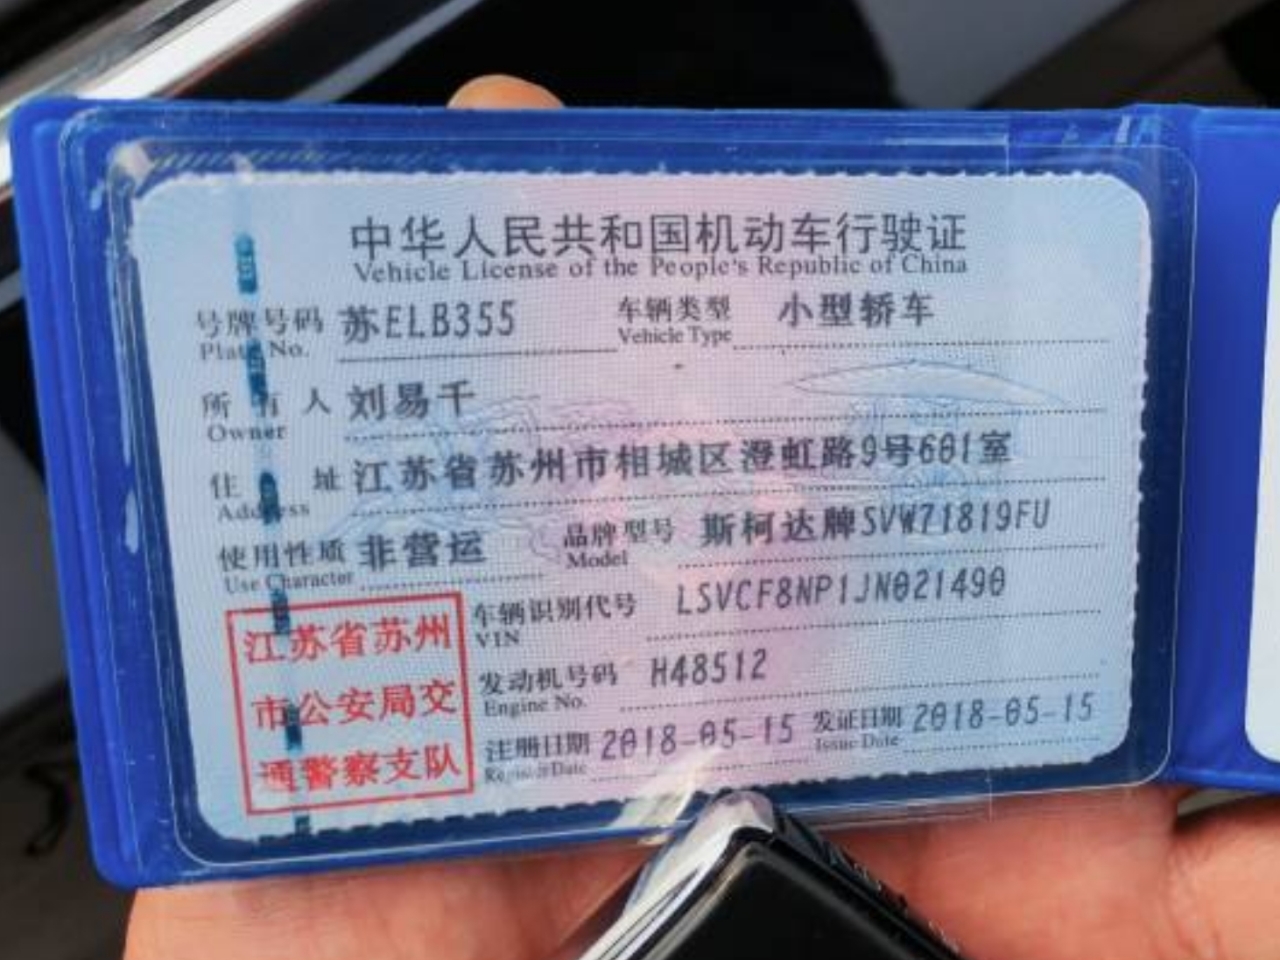 中华人民共和国机动车行驶证
Vehicle License of the People's Republic of China
号牌号码 苏ELB355 车辆类型 小型轿车
Plate No. Vehicle Type
所有人 刘易千
Owner
住址 江苏省苏州市相城区澄虹路9号601室
Address
使用性质 非营运 品牌型号 斯柯达牌SVW71819FU
Use Character Model
车辆识别代号 LSVCF8NP1JN021490
VIN
发动机号码 H48512
Engine No.
注册日期 2018-05-15 发证日期 2018-05-15
Register Date Issue Date
江苏省苏州
市公安局交
通警察支队